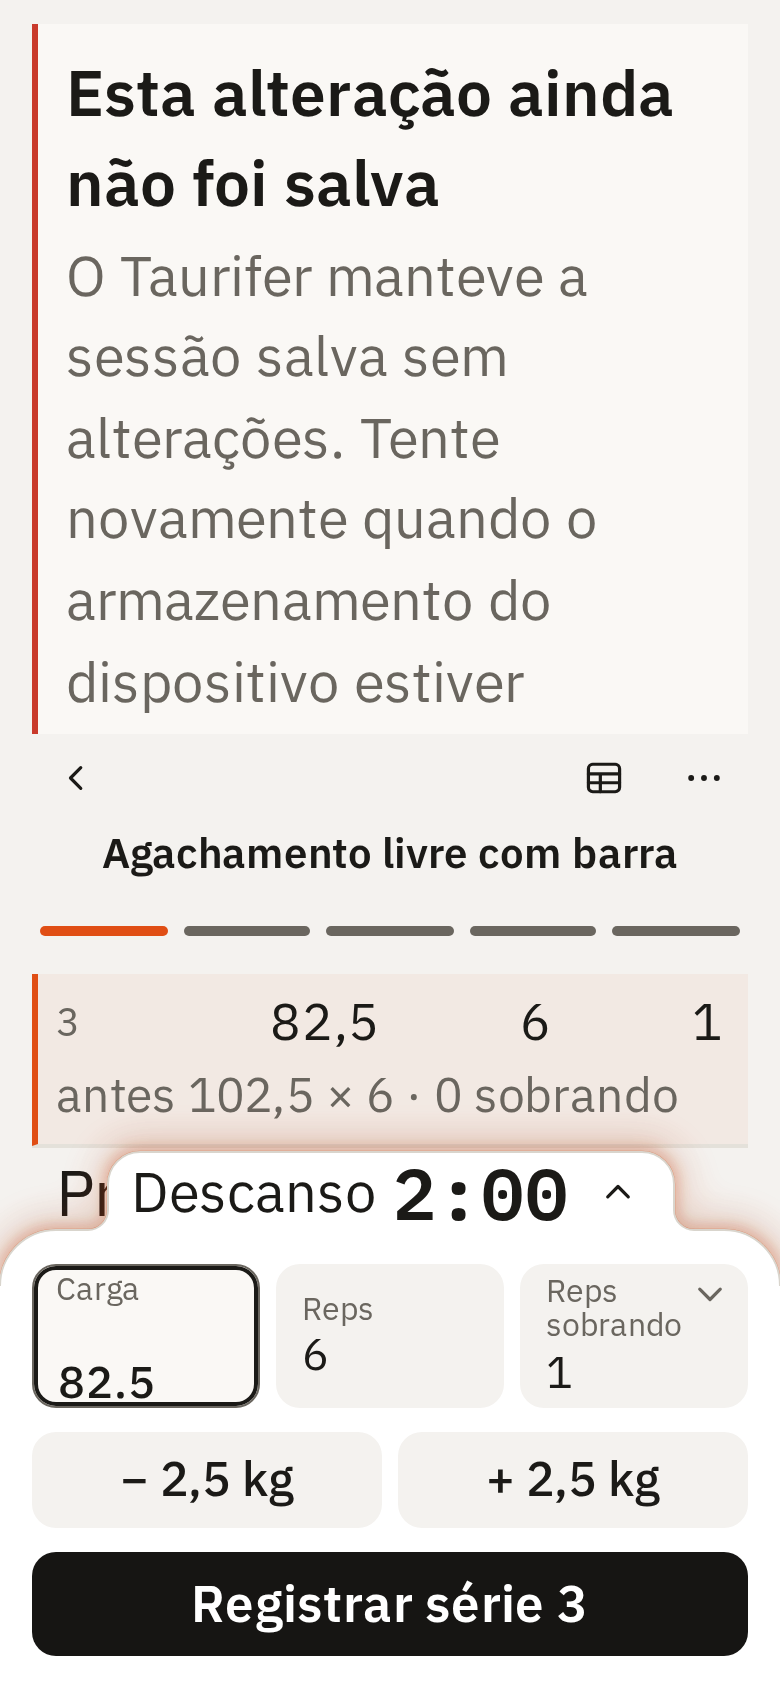 Esta alteração ainda
não foi salva
O Taurifer manteve a
sessão salva sem
alterações. Tente
novamente quando o
armazenamento do
dispositivo estiver
Agachamento livre com barra
3 82,5 6 1
antes 102,5 × 6 · 0 sobrando
Descanso 2:00
Carga
82.5
Reps
6
Reps
sobrando
1
− 2,5 kg
+ 2,5 kg
Registrar série 3